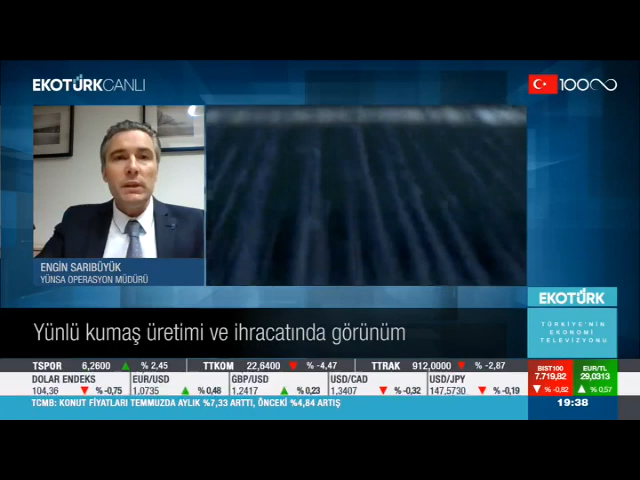 EKOTÜRK CANLI
100
ENGİN SARIBÜYÜK
YÜNSA OPERASYON MÜDÜRÜ
EKOTÜRK
TÜRKİYE'NİN
EKONOMİ
TELEVİZYONU
Yünlü kumaş üretimi ve ihracatında görünüm
TSPOR 6,2600 % 2,45 TTKOM 22,6400 % -4,47 TTRAK 912,0000 % -2,87
DOLAR ENDEKS EUR/USD GBP/USD USD/CAD USD/JPY
104,36 % -0,75 1,0735 % 0,48 1,2417 % 0,23 1,3407 % -0,32 147,5730 % -0,19
BIST100 EUR/TL
7.719,82 29,0313
% -0,82 % 0,57
TCMB: KONUT FİYATLARI TEMMUZDA AYLIK %7,33 ARTTI, ÖNCEKİ %4,84 ARTIŞ
19:38